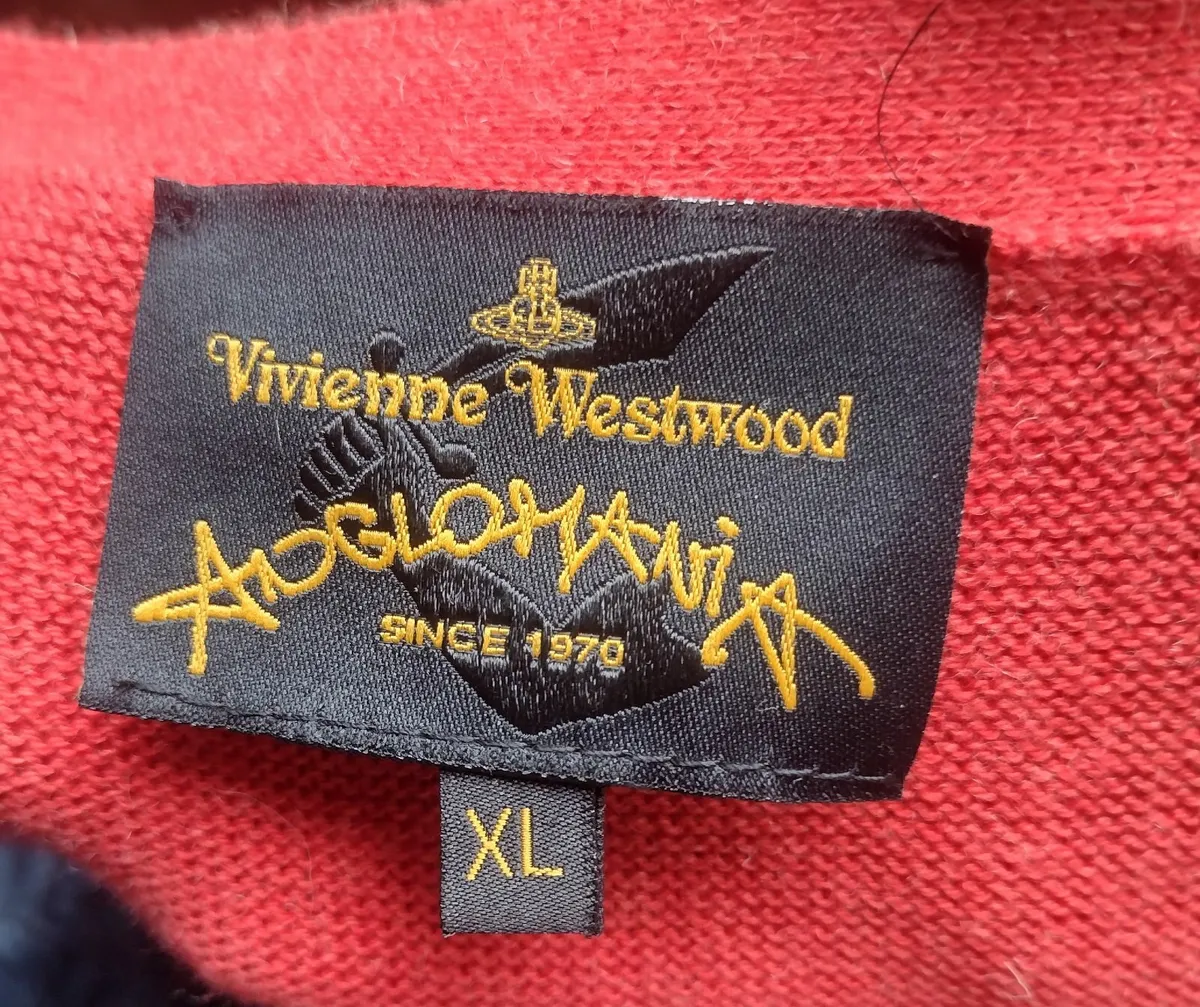 Vivienne Westwood
ANGLOMANiA
SINCE 1970
XL